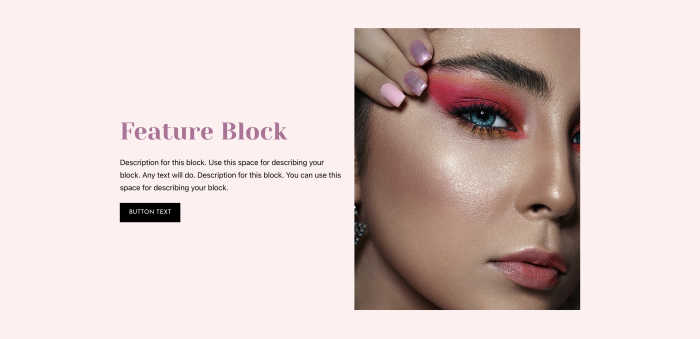 Feature Block
Description for this block. Use this space for describing your
block. Any text will do. Description for this block. You can use this
space for describing your block.
BUTTON TEXT